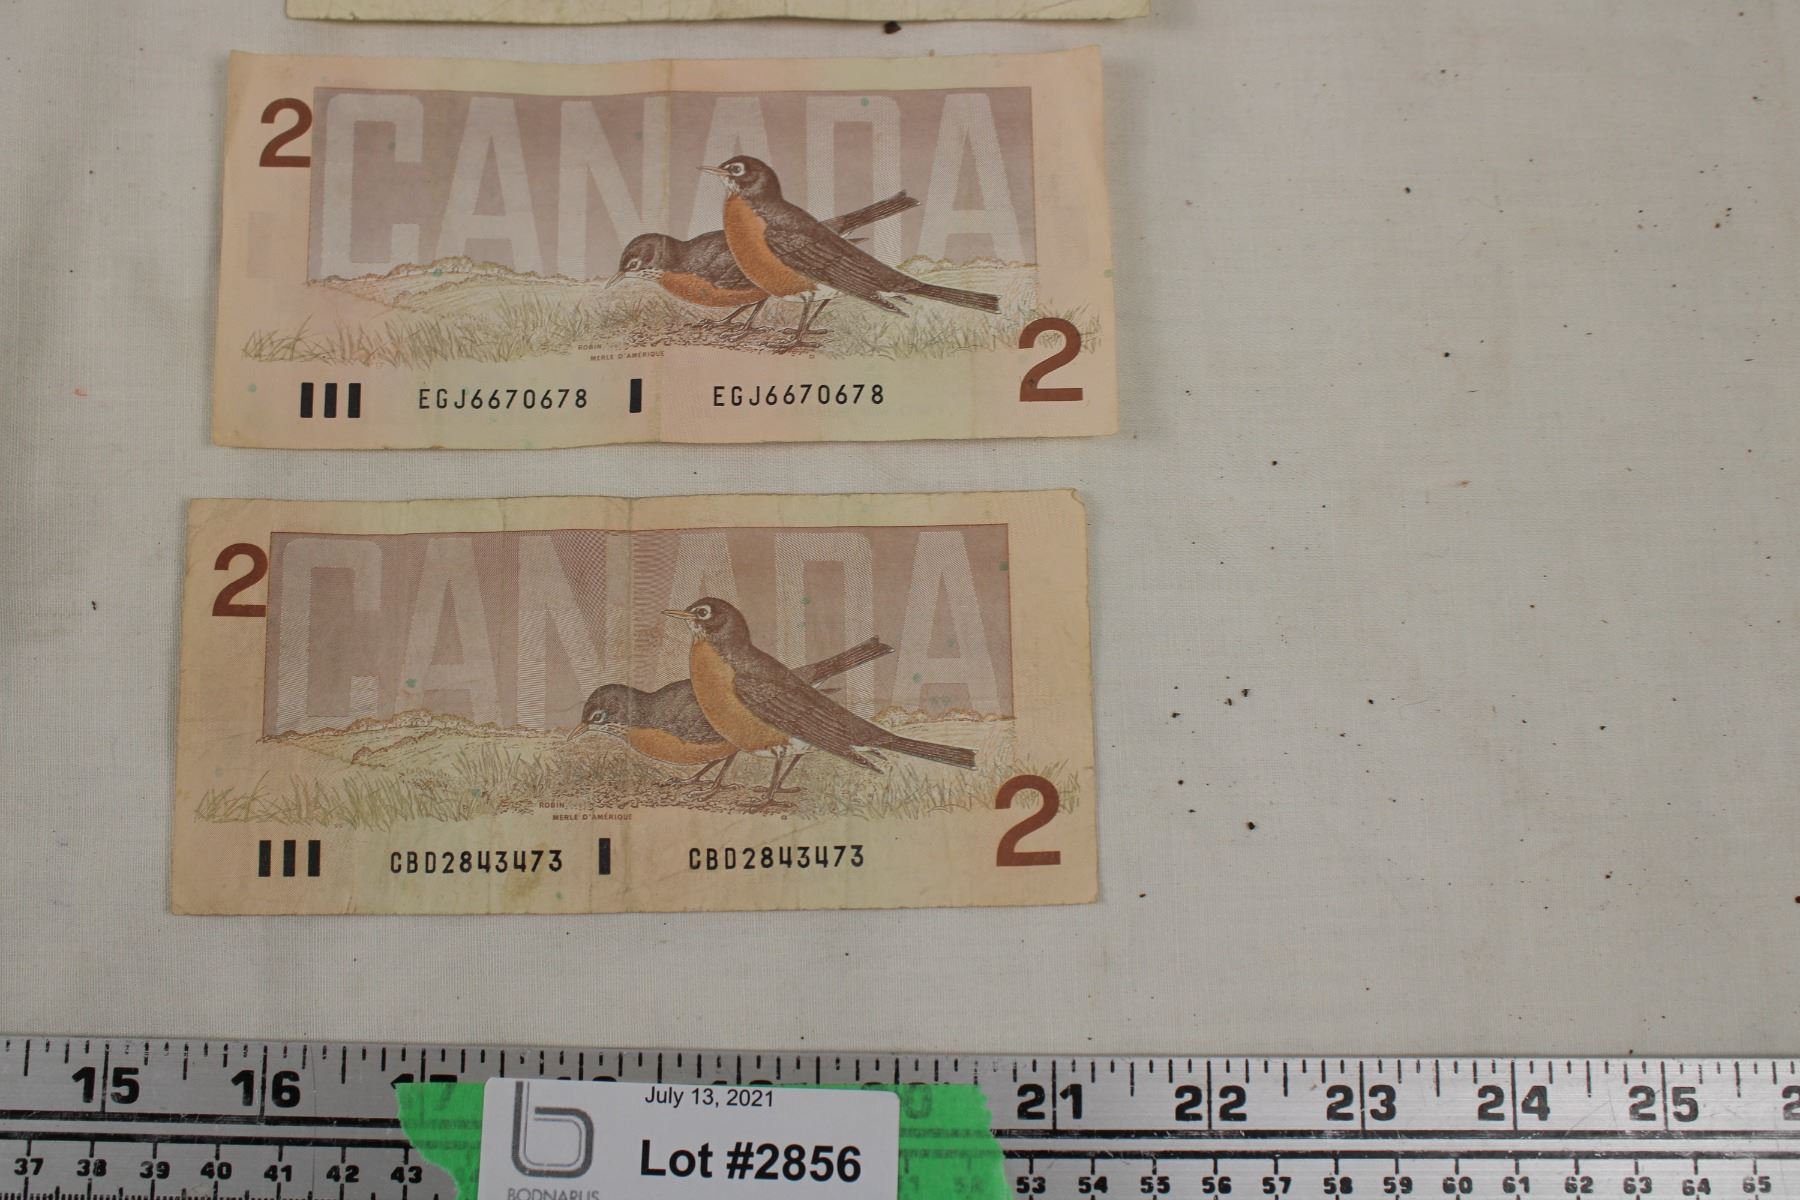 CANADA
2
ROBIN
MERLE D'AMÉRIQUE
EGJ6670678 EGJ6670678
2
CANADA
2
ROBIN
MERLE D'AMÉRIQUE
CBD2843473 CBD2843473
2
15 16 17 21 22 23 24 25
July 13, 2021
Lot #2856
BODNARUS
37 38 39 40 41 42 43 53 54 55 56 57 58 59 60 61 62 63 64 65